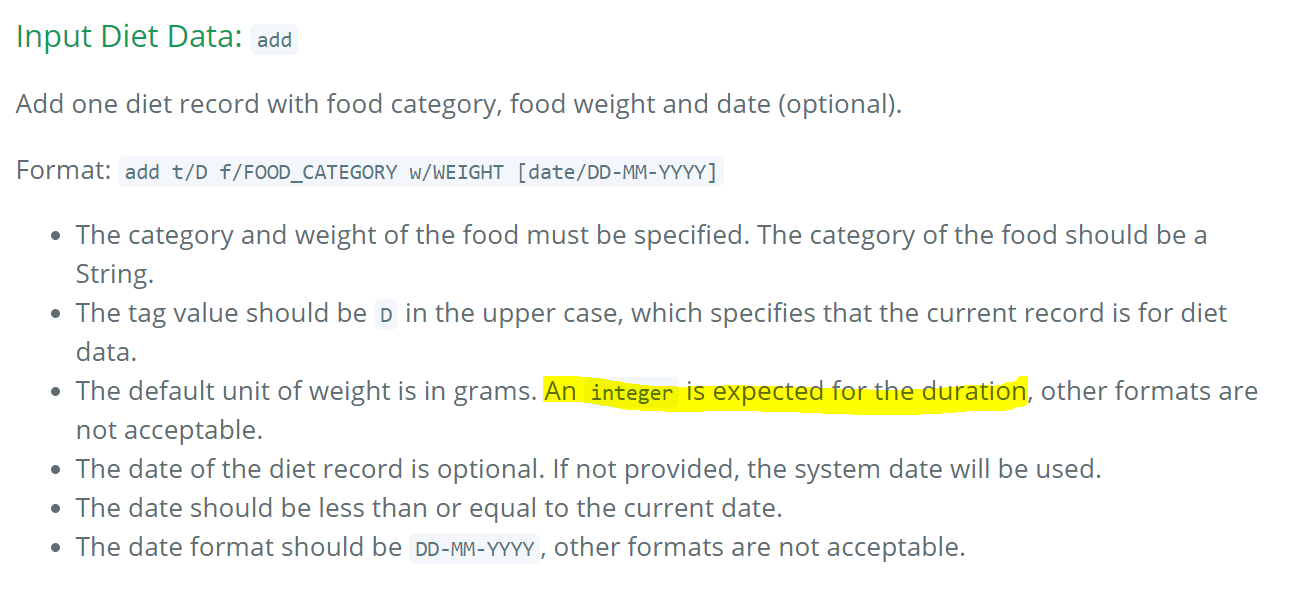 Input Diet Data: add
Add one diet record with food category, food weight and date (optional).
Format: add t/D f/FOOD_CATEGORY w/WEIGHT [date/DD-MM-YYYY]
• The category and weight of the food must be specified. The category of the food should be a
String.
• The tag value should be D in the upper case, which specifies that the current record is for diet
data.
• The default unit of weight is in grams. An integer is expected for the duration, other formats are
not acceptable.
• The date of the diet record is optional. If not provided, the system date will be used.
• The date should be less than or equal to the current date.
• The date format should be DD-MM-YYYY, other formats are not acceptable.